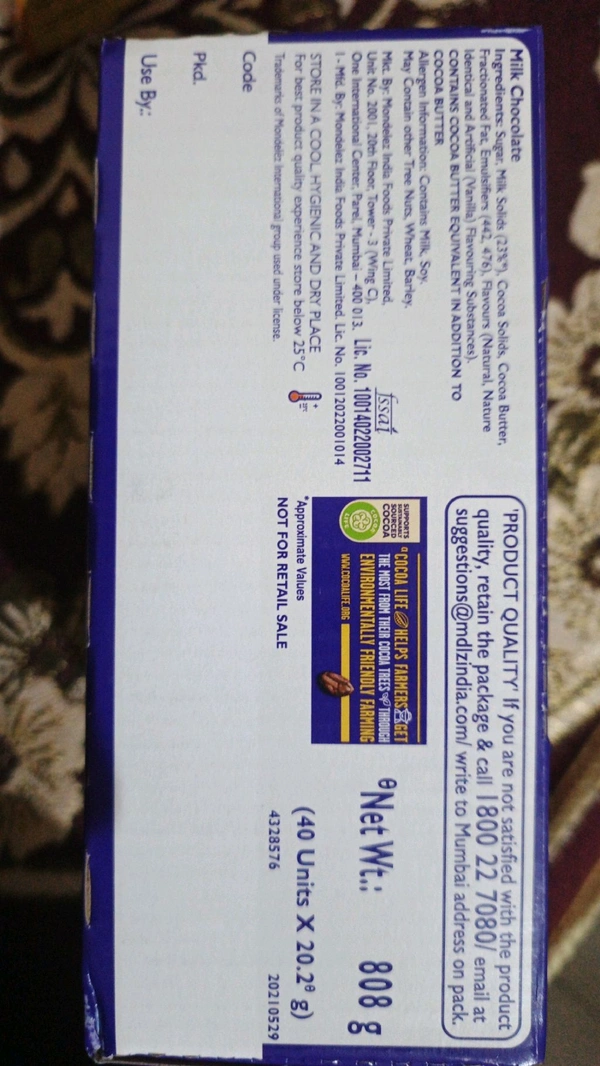 Milk Chocolate
Ingredients: Sugar, Milk Solids (23%*), Cocoa Solids, Cocoa Butter,
Fractionated Fat, Emulsifiers (442, 476), Flavours (Natural, Nature
Identical and Artificial (Vanilla) Flavouring Substances).
CONTAINS COCOA BUTTER EQUIVALENT IN ADDITION TO
COCOA BUTTER
Allergen Information: Contains Milk, Soy.
May Contain other Tree Nuts, Wheat, Barley.
Mkt. By: Mondelez India Foods Private Limited,
Unit No. 2001, 20th Floor, Tower - 3 (Wing C),
One International Center, Parel, Mumbai - 400 013.
fssai
Lic. No. 10014022002711
I - Mfd. By: Mondelez India Foods Private Limited. Lic. No. 10012022001014
STORE IN A COOL, HYGIENIC AND DRY PLACE
For best product quality experience store below 25°C
Trademarks of Mondelez International group used under license.
Code
Pkd.
Use By.:
'PRODUCT QUALITY' If you are not satisfied with the product
quality, retain the package & call 1800 22 7080/ email at
suggestions@mdlzindia.com/ write to Mumbai address on pack.
SUPPORTS
SUSTAINABLY
SOURCED
COCOA
COCOA
LIFE
"COCOA LIFE HELPS FARMERS GET
THE MOST FROM THEIR COCOA TREES THROUGH
ENVIRONMENTALLY FRIENDLY FARMING
WWW.COCOALIFE.ORG
*Approximate Values
NOT FOR RETAIL SALE
θNet Wt.: 808 g
(40 Units X 20.2θ g)
4328576 20210529